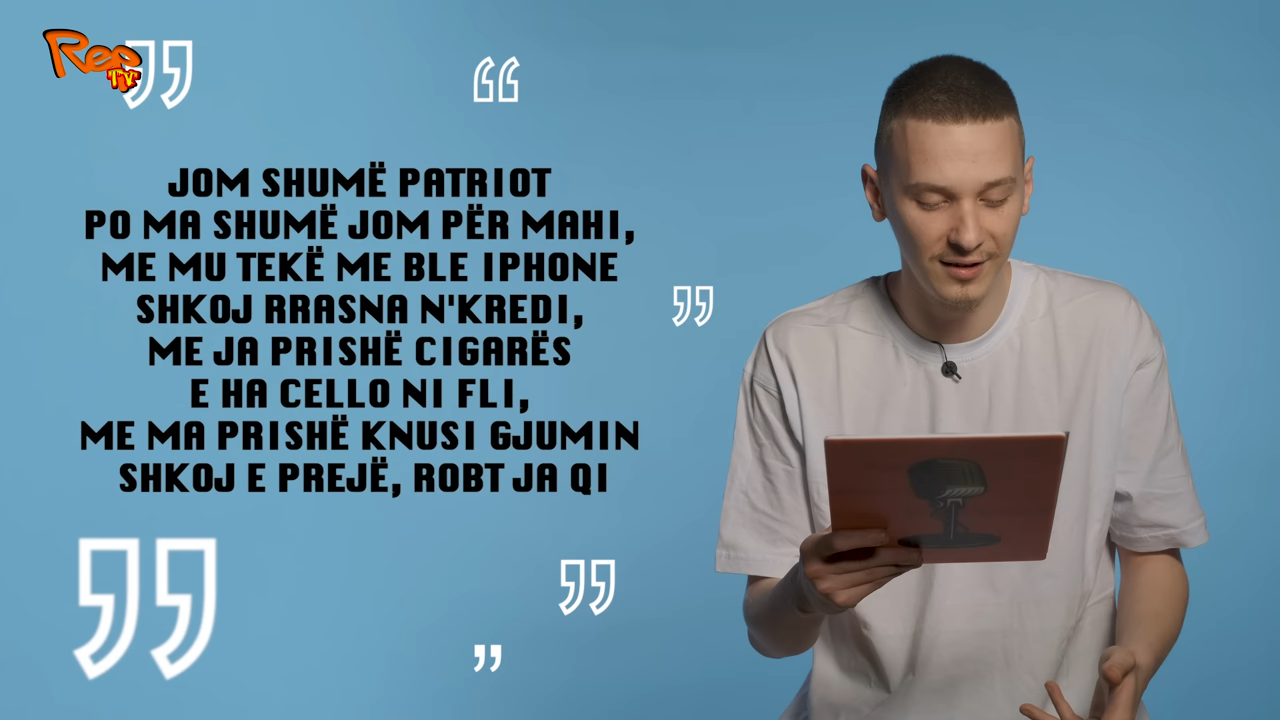 Rep
TV
JOM SHUMË PATRIOT
PO MA SHUMË JOM PËR MAHI,
ME MU TEKË ME BLE IPHONE
SHKOJ RRASNA N'KREDI,
ME JA PRISHË CIGARËS
E HA CELLO NI FLI,
ME MA PRISHË KNUSI GJUMIN
SHKOJ E PREJË, ROBT JA QI